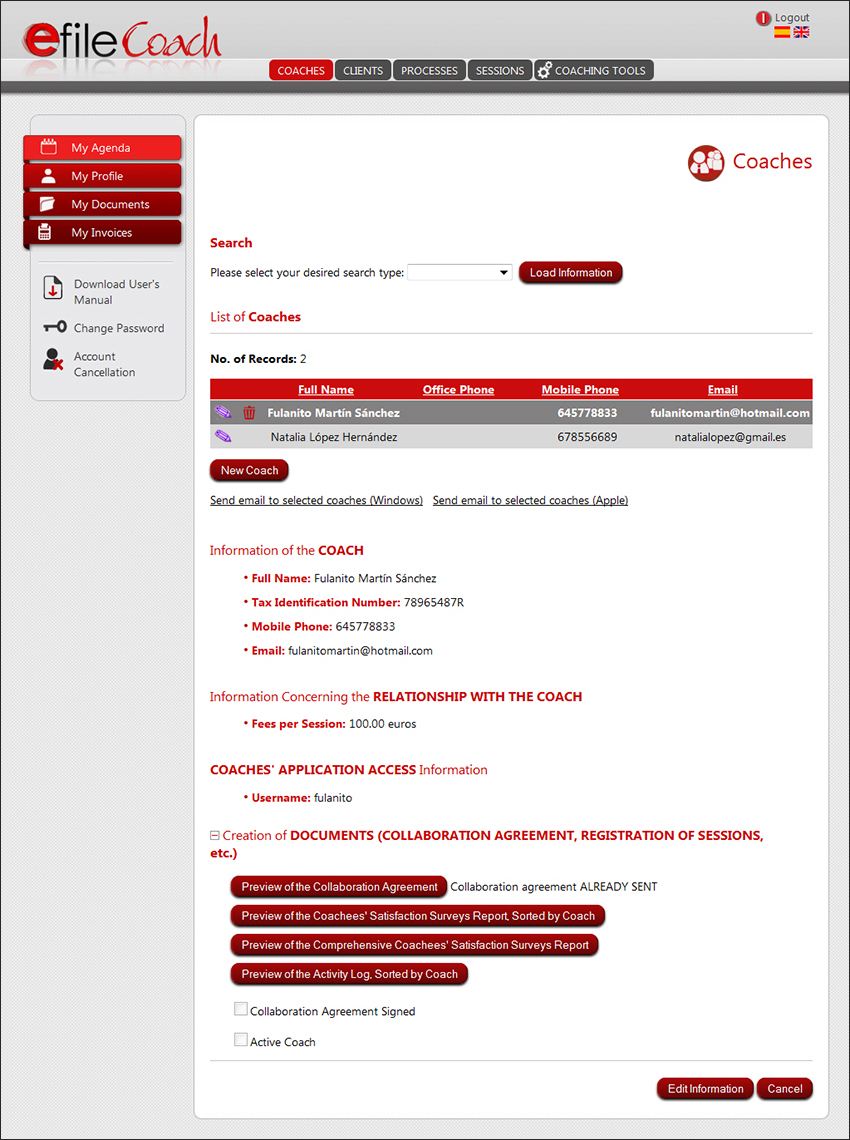 efileCoach
Logout
COACHES CLIENTS PROCESSES SESSIONS COACHING TOOLS
My Agenda
My Profile
My Documents
My Invoices
Download User's
Manual
Change Password
Account
Cancellation
Coaches
Search
Please select your desired search type: Load Information
List of Coaches
No. of Records: 2
Full Name Office Phone Mobile Phone Email
Fulanito Martín Sánchez 645778833 fulanitomartin@hotmail.com
Natalia López Hernández 678556689 natalialopez@gmail.es
New Coach
Send email to selected coaches (Windows) Send email to selected coaches (Apple)
Information of the COACH
• Full Name: Fulanito Martín Sánchez
• Tax Identification Number: 78965487R
• Mobile Phone: 645778833
• Email: fulanitomartin@hotmail.com
Information Concerning the RELATIONSHIP WITH THE COACH
• Fees per Session: 100.00 euros
COACHES' APPLICATION ACCESS Information
• Username: fulanito
Creation of DOCUMENTS (COLLABORATION AGREEMENT, REGISTRATION OF SESSIONS,
etc.)
Preview of the Collaboration Agreement Collaboration agreement ALREADY SENT
Preview of the Coachees' Satisfaction Surveys Report, Sorted by Coach
Preview of the Comprehensive Coachees' Satisfaction Surveys Report
Preview of the Activity Log, Sorted by Coach
Collaboration Agreement Signed
Active Coach
Edit Information Cancel